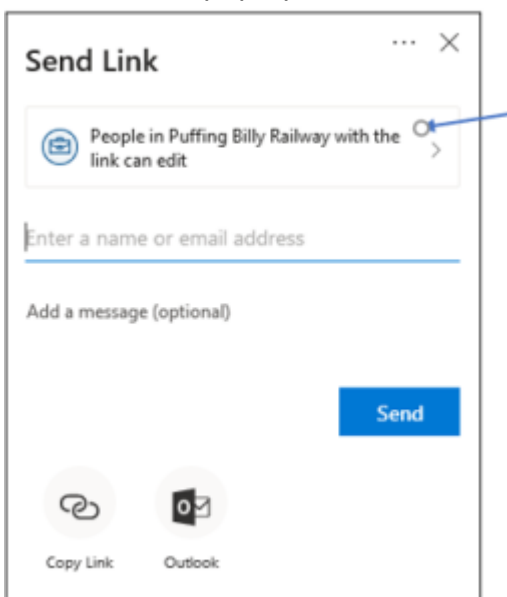 Send Link
People in Puffing Billy Railway with the
link can edit
Enter a name or email address
Add a message (optional)
Send
Copy Link Outlook